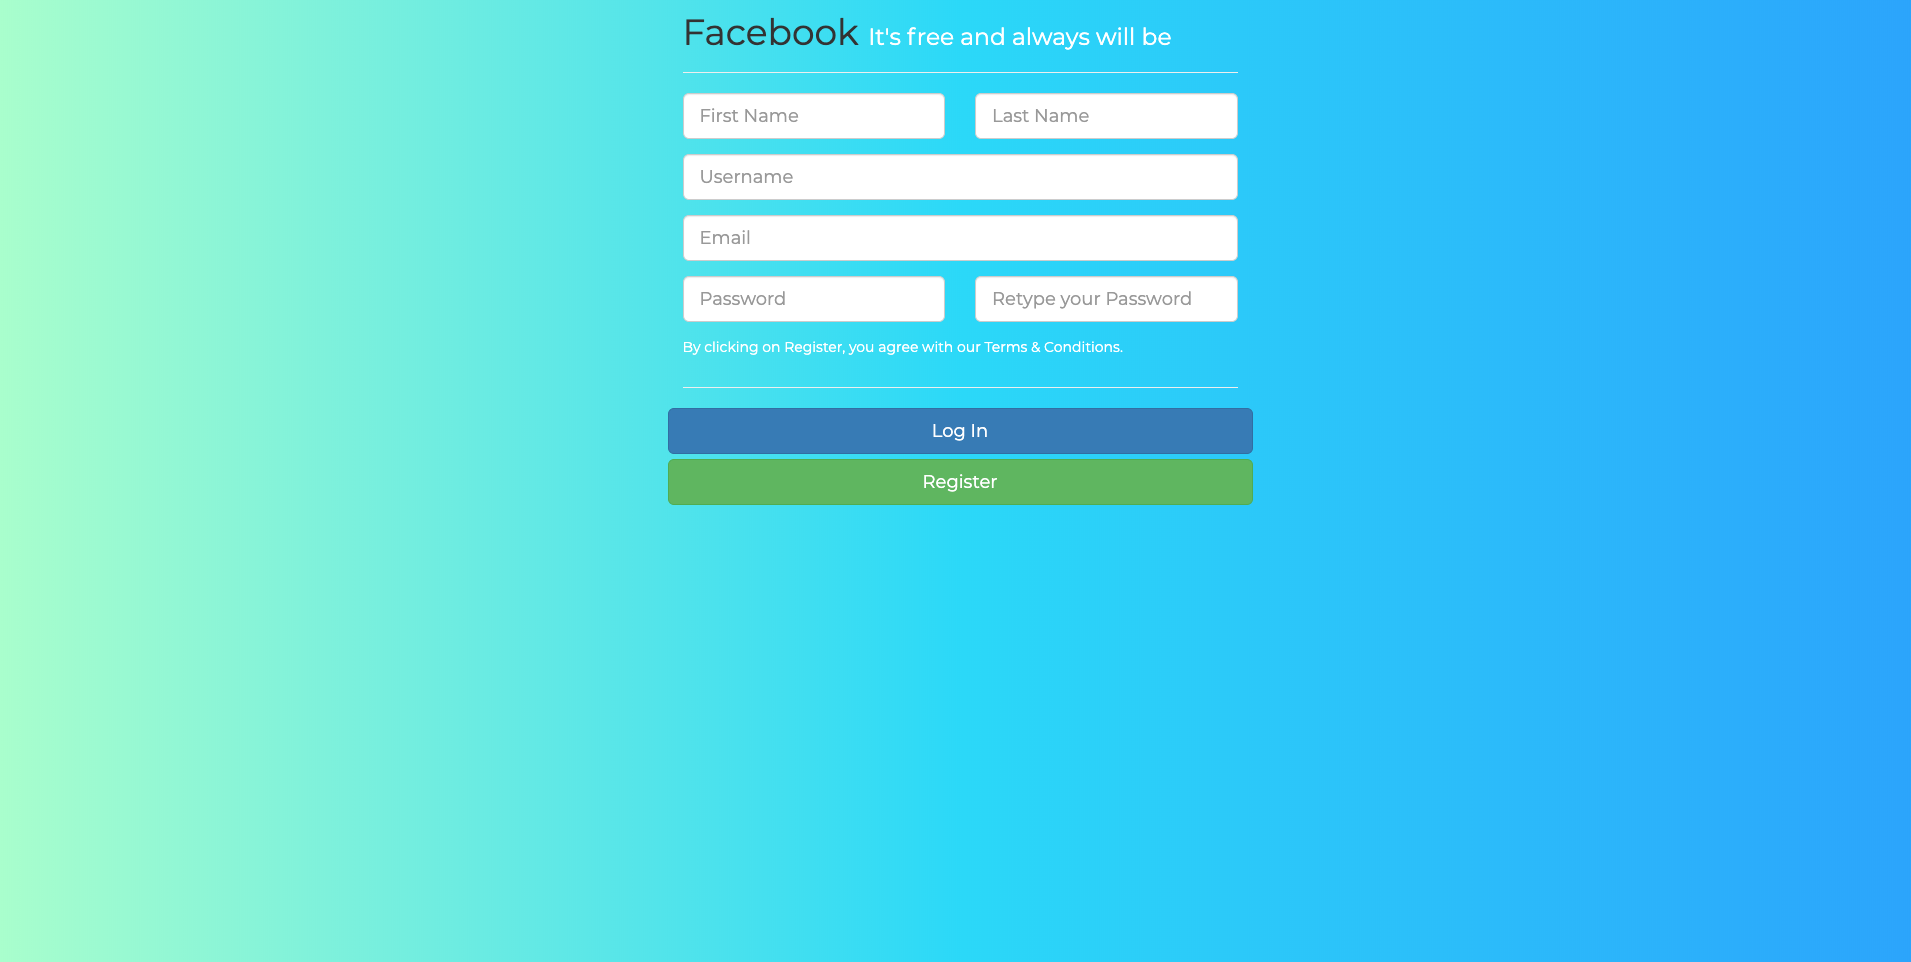 Facebook It's free and always will be
First Name Last Name
Username
Email
Password Retype your Password
By clicking on Register, you agree with our Terms & Conditions.
Log In
Register